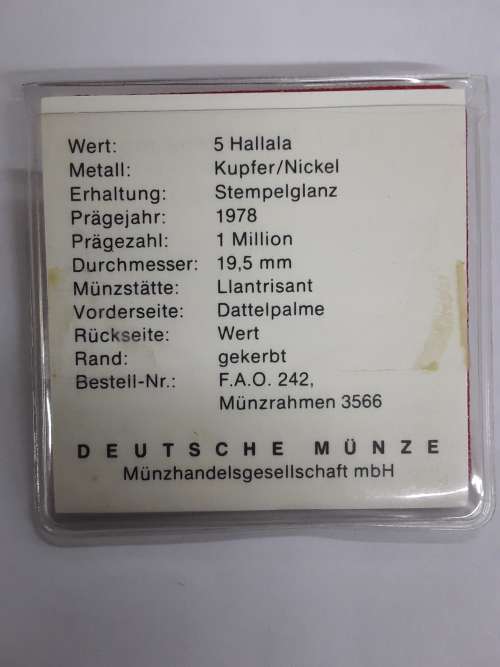 Wert: 5 Hallala
Metall: Kupfer/Nickel
Erhaltung: Stempelglanz
Prägejahr: 1978
Prägezahl: 1 Million
Durchmesser: 19,5 mm
Münzstätte: Llantrisant
Vorderseite: Dattelpalme
Rückseite: Wert
Rand: gekerbt
Bestell-Nr.: F.A.O. 242,
Münzrahmen 3566
DEUTSCHE MÜNZE
Münzhandelsgesellschaft mbH